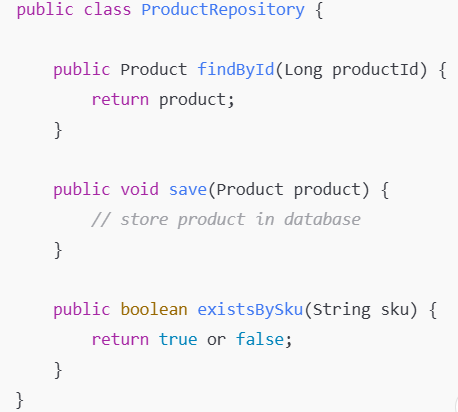 public class ProductRepository {
    public Product findById(Long productId) {
        return product;
    }
    public void save(Product product) {
        // store product in database
    }
    public boolean existsBySku(String sku) {
        return true or false;
    }
}